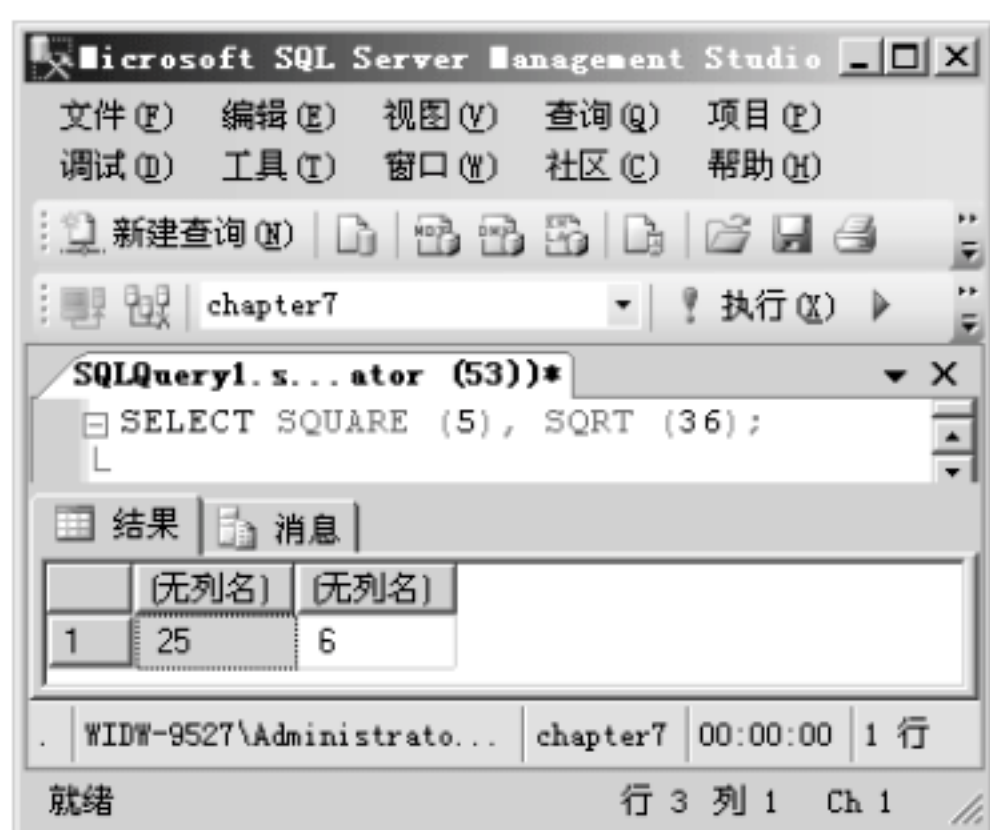 Microsoft SQL Server Management Studio
文件(F) 编辑(E) 视图(V) 查询(Q) 项目(P)
调试(D) 工具(T) 窗口(W) 社区(C) 帮助(H)
新建查询(N)
chapter7 执行(X)
SQLQuery1.s...ator (53))*
SELECT SQUARE (5), SQRT (36);
结果 消息
(无列名) (无列名)
1 25 6
. WIDW-9527\Administrato... chapter7 00:00:00 1 行
就绪 行 3 列 1 Ch 1